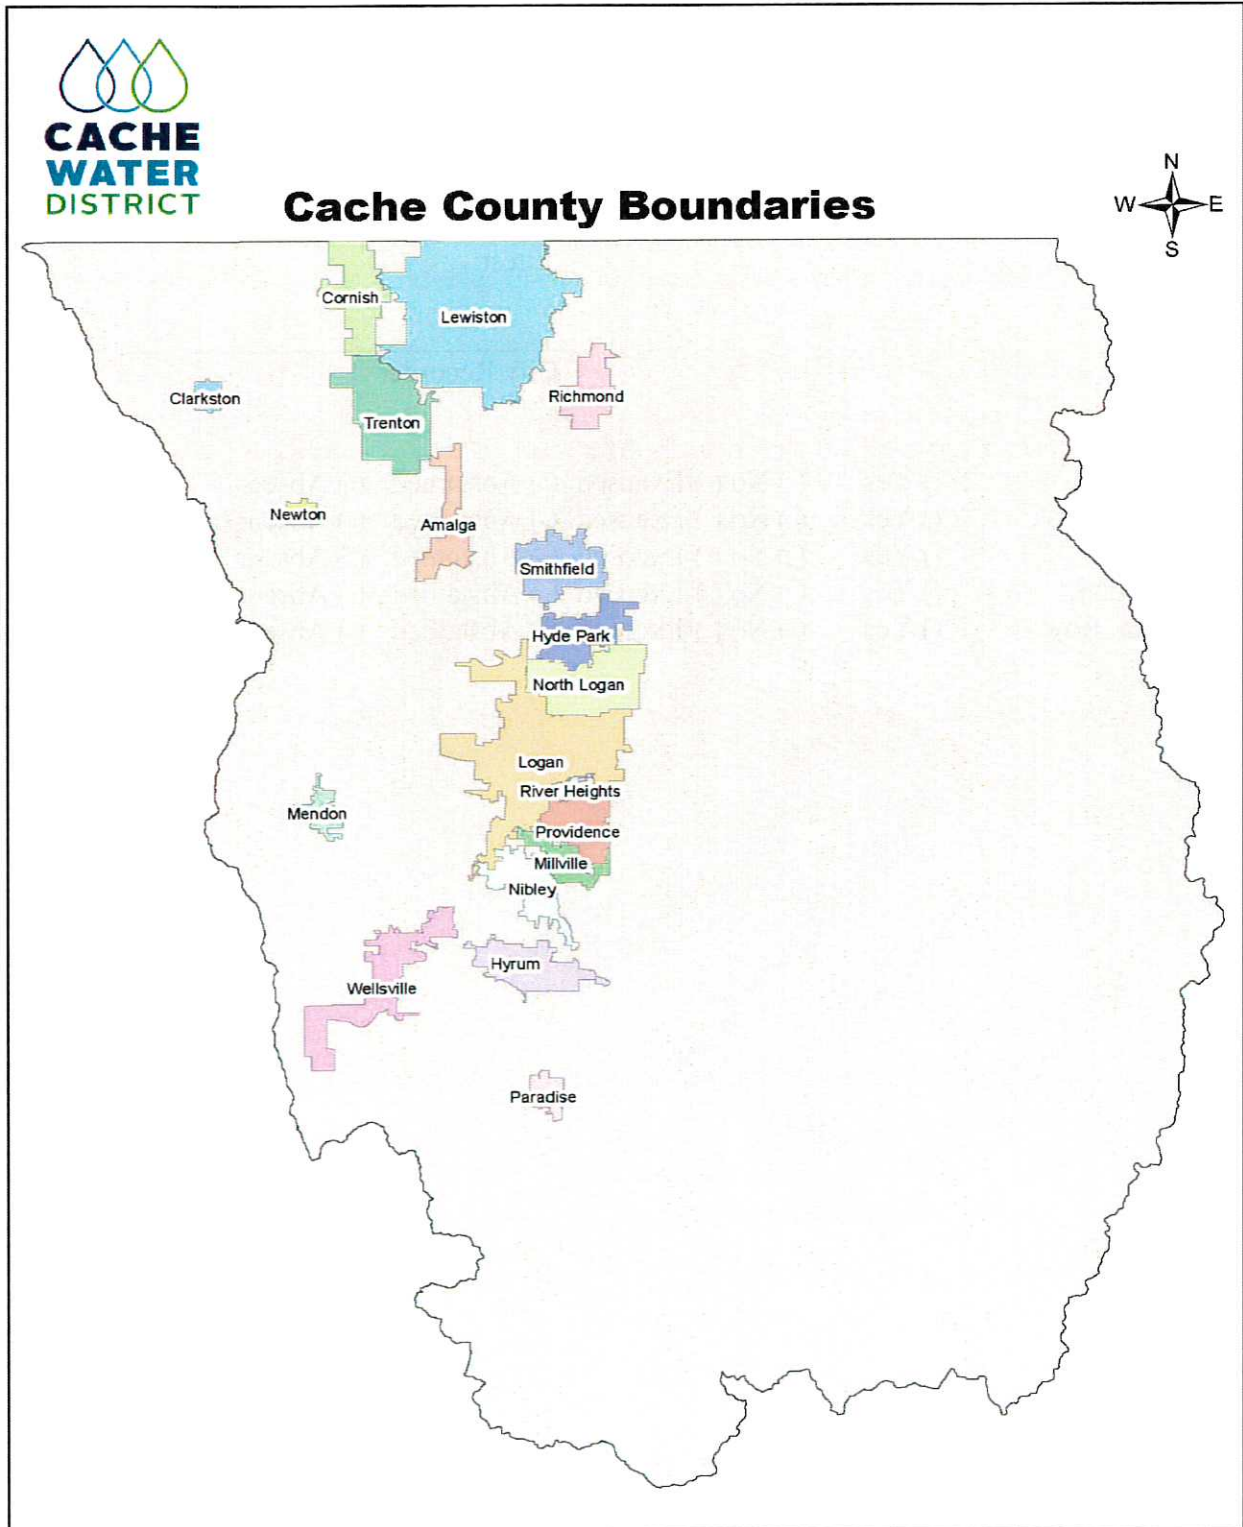 CACHE
WATER
DISTRICT
Cache County Boundaries
N
W
E
S
Cornish
Lewiston
Clarkston
Richmond
Trenton
Newton
Amalga
Smithfield
Hyde Park
North Logan
Logan
River Heights
Mendon
Providence
Millville
Nibley
Hyrum
Wellsville
Paradise